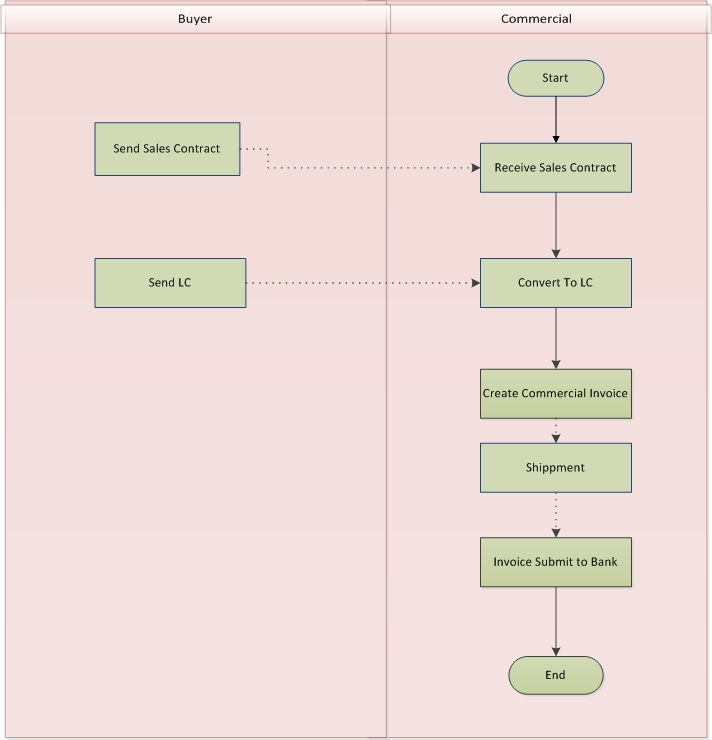 Buyer
Commercial
Start
Send Sales Contract
Receive Sales Contract
Send LC
Convert To LC
Create Commercial Invoice
Shippment
Invoice Submit to Bank
End